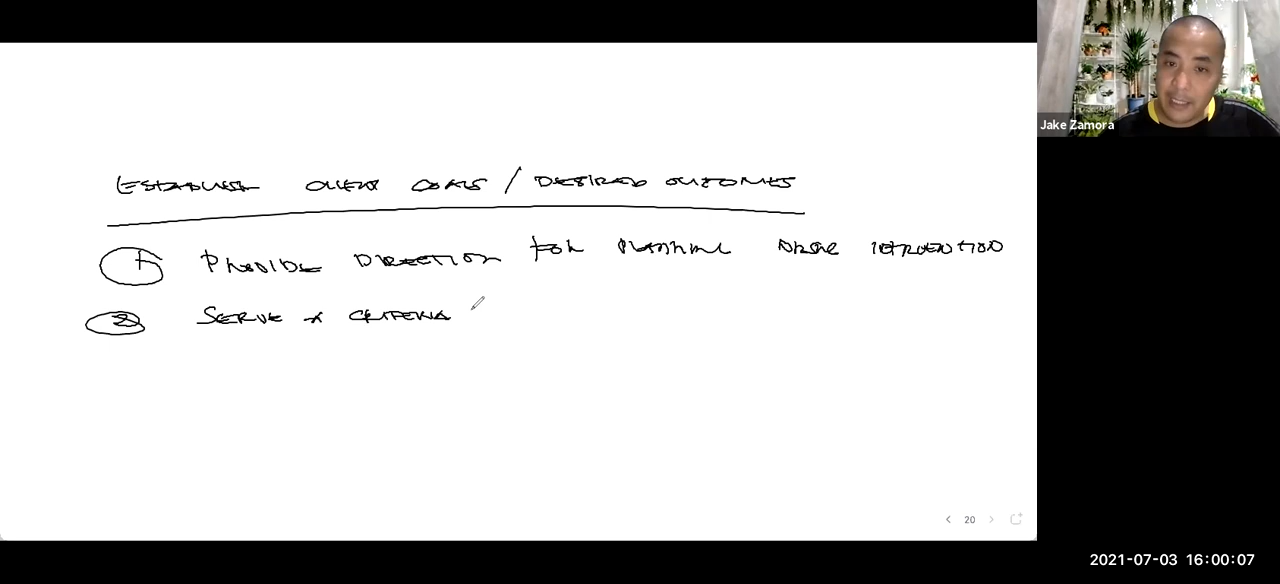 ESTABLISH CLIENT GOALS / DESIRED OUTCOMES
1 PROVIDE DIRECTION FOR PLANNING NURSING INTERVENTION
2 SERVE AS CRITERIA
Jake Zamora
20
2021-07-03 16:00:07